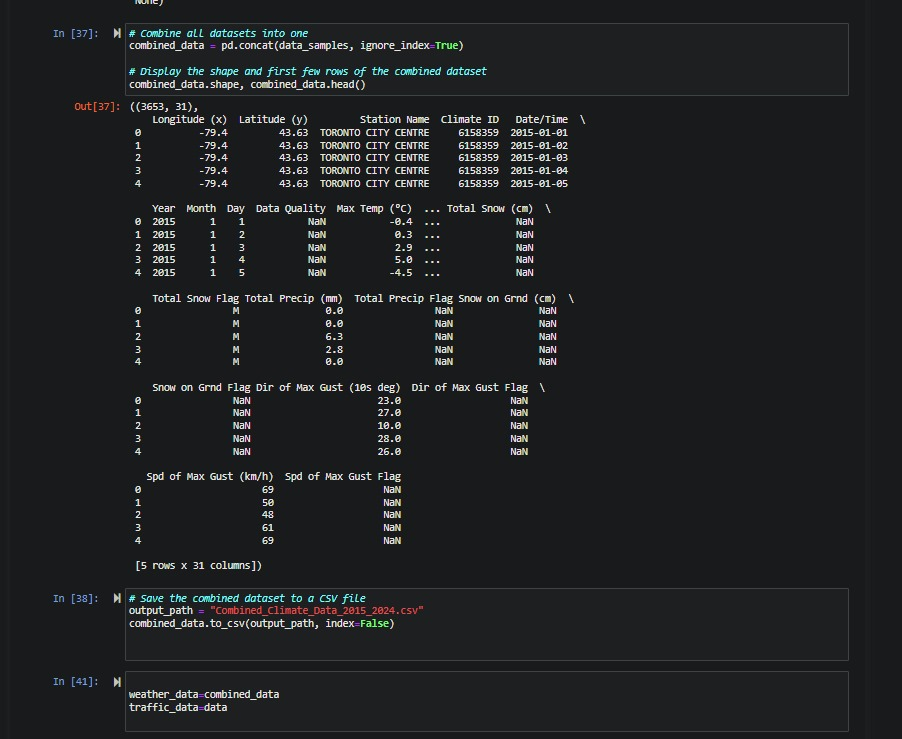 None)
In [37]: # Combine all datasets into one
combined_data = pd.concat(data_samples, ignore_index=True)
# Display the shape and first few rows of the combined dataset
combined_data.shape, combined_data.head()
Out[37]: ((3653, 31),
Longitude (x) Latitude (y) Station Name Climate ID Date/Time \
0 -79.4 43.63 TORONTO CITY CENTRE 6158359 2015-01-01
1 -79.4 43.63 TORONTO CITY CENTRE 6158359 2015-01-02
2 -79.4 43.63 TORONTO CITY CENTRE 6158359 2015-01-03
3 -79.4 43.63 TORONTO CITY CENTRE 6158359 2015-01-04
4 -79.4 43.63 TORONTO CITY CENTRE 6158359 2015-01-05
Year Month Day Data Quality Max Temp (°C) ... Total Snow (cm) \
0 2015 1 1 NaN -0.4 ... NaN
1 2015 1 2 NaN 0.3 ... NaN
2 2015 1 3 NaN 2.9 ... NaN
3 2015 1 4 NaN 5.0 ... NaN
4 2015 1 5 NaN -4.5 ... NaN
Total Snow Flag Total Precip (mm) Total Precip Flag Snow on Grnd (cm) \
0 M 0.0 NaN NaN
1 M 0.0 NaN NaN
2 M 6.3 NaN NaN
3 M 2.8 NaN NaN
4 M 0.0 NaN NaN
Snow on Grnd Flag Dir of Max Gust (10s deg) Dir of Max Gust Flag \
0 NaN 23.0 NaN
1 NaN 27.0 NaN
2 NaN 10.0 NaN
3 NaN 28.0 NaN
4 NaN 26.0 NaN
Spd of Max Gust (km/h) Spd of Max Gust Flag
0 69 NaN
1 50 NaN
2 48 NaN
3 61 NaN
4 69 NaN
[5 rows x 31 columns])
In [38]: # Save the combined dataset to a CSV file
output_path = "Combined_Climate_Data_2015_2024.csv"
combined_data.to_csv(output_path, index=False)
In [41]:
weather_data=combined_data
traffic_data=data